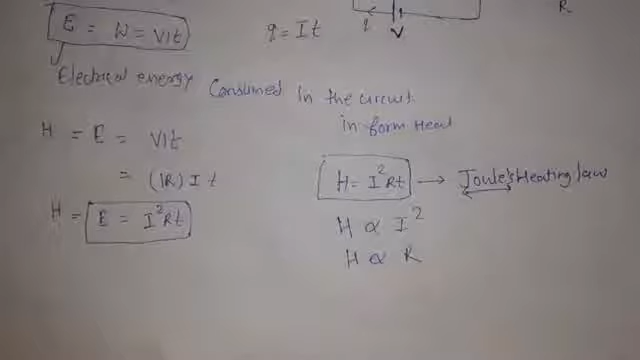 E = W = VIt
q = It
I
V
R
Electrical energy Consumed in the circuit
in form Heat
H = E = VIt
= (IR) I t
H = E = I²Rt
H = I²Rt → Joule's Heating law
H ∝ I²
H ∝ R